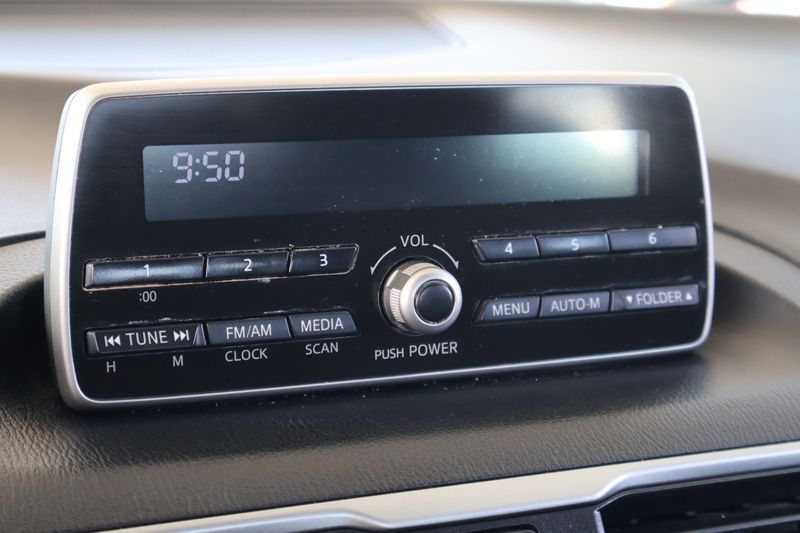 9:50
VOL
1 2 3 4 5 6
:00
⏮ TUNE ⏭ FM/AM MEDIA MENU AUTO-M ▼ FOLDER ▲
H M CLOCK SCAN PUSH POWER